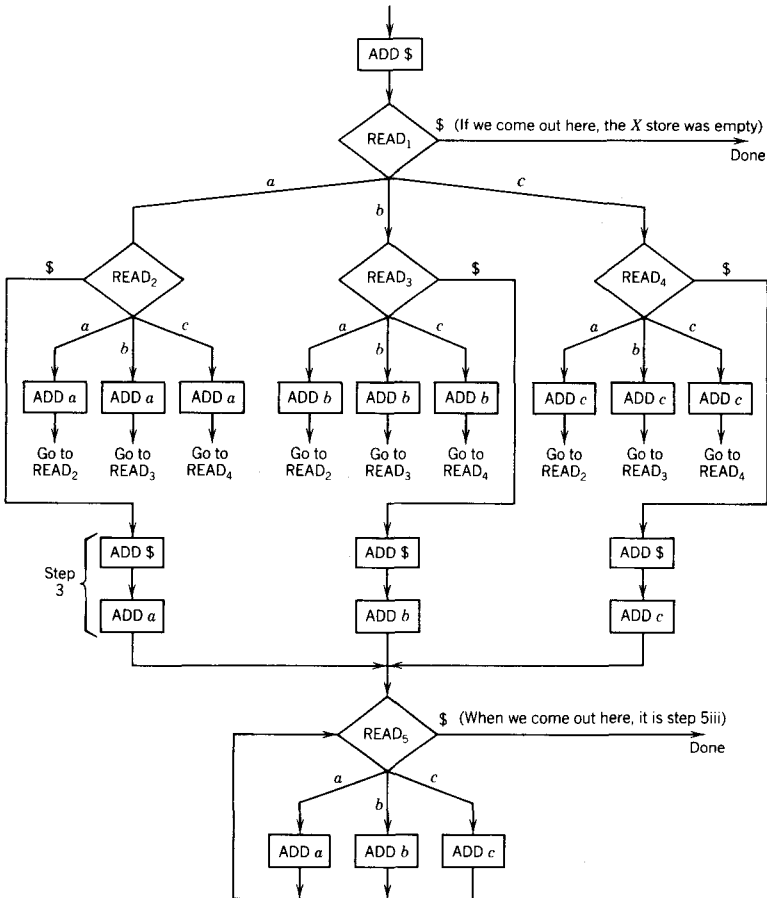 ADD $
READ₁
$ (If we come out here, the X store was empty)
Done
a
b
c
$
READ₂
READ₃
$
READ₄
$
a
b
c
a
b
c
a
b
c
ADD a
ADD a
ADD a
ADD b
ADD b
ADD b
ADD c
ADD c
ADD c
Go to
READ₂
Go to
READ₃
Go to
READ₄
Go to
READ₂
Go to
READ₃
Go to
READ₄
Go to
READ₂
Go to
READ₃
Go to
READ₄
Step
3
ADD $
ADD $
ADD $
ADD a
ADD b
ADD c
READ₅
$ (When we come out here, it is step 5iii)
Done
a
b
c
ADD a
ADD b
ADD c